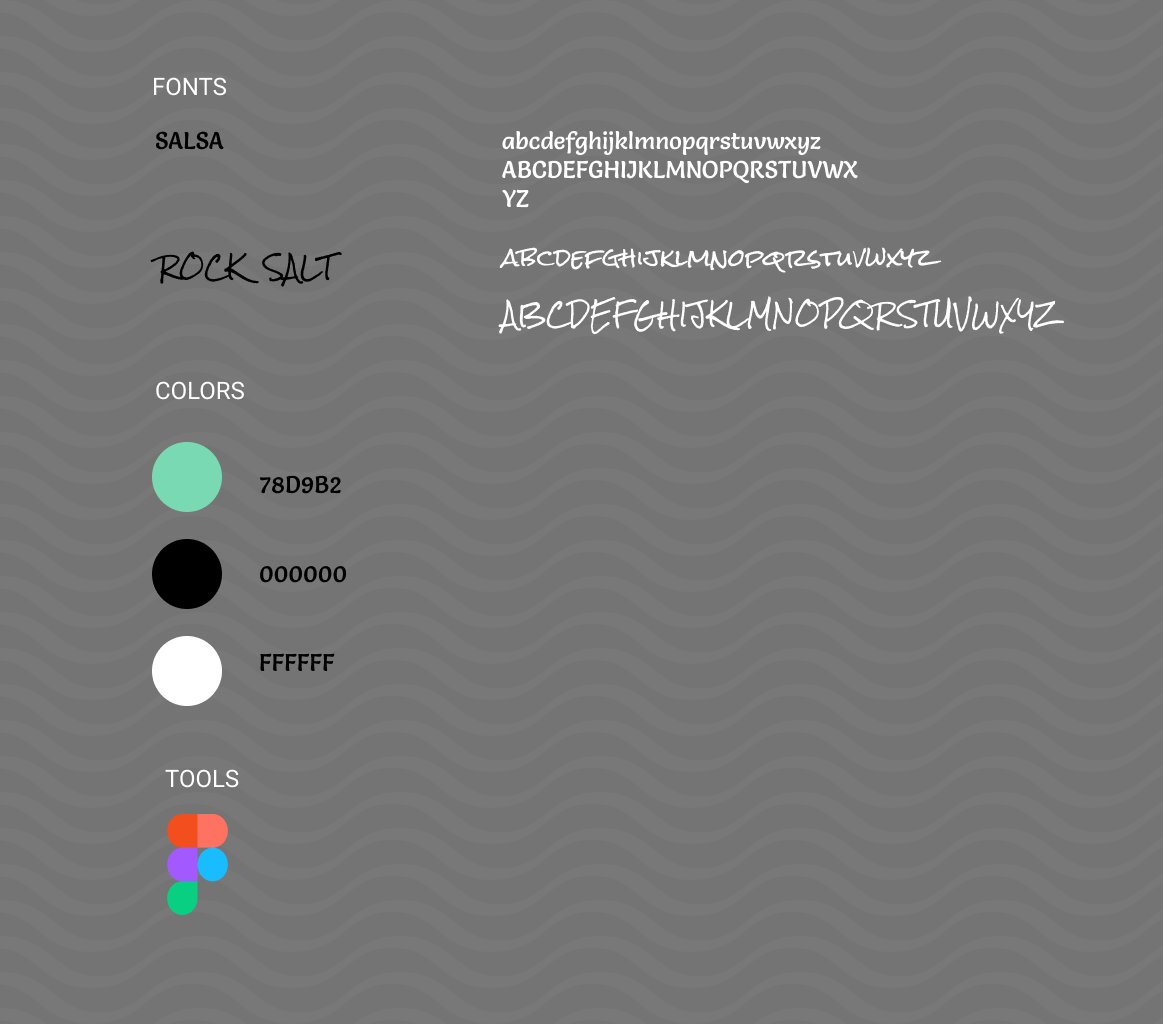 FONTS
SALSA
abcdefghijklmnopqrstuvwxyz
ABCDEFGHIJKLMNOPQRSTUVWX
YZ
ROCK SALT
ABCDEFGHIJKLMNOPQRSTUVWXYZ
ABCDEFGHIJKLMNOPQRSTUVWXYZ
COLORS
78D9B2
000000
FFFFFF
TOOLS